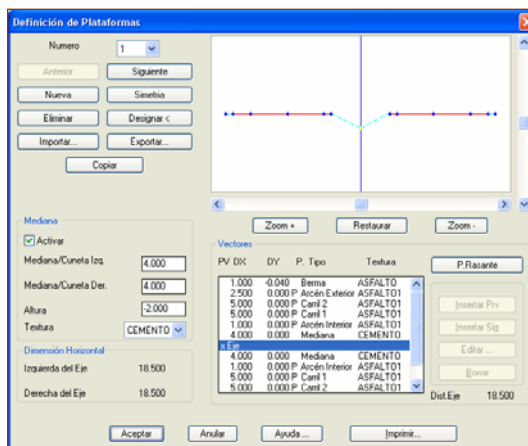 Definición de Plataformas
Numero 1
Anterior Siguiente
Nueva Simetria
Eliminar Designar <
Importar... Exportar...
Copiar
Zoom + Restaurar Zoom -
Mediana
Activar
Mediana/Cuneta Izq. 4.000
Mediana/Cuneta Der. 4.000
Altura -2.000
Textura CEMENTO
Dimensión Horizontal
Izquierda del Eje 18.500
Derecha del Eje 18.500
Vectores
PV DX DY P. Tipo Textura
1.000 -0.040 Berma ASFALTO
2.500 0.000 P Arcén Exterior ASFALTO1
5.000 0.000 P Carril 2 ASFALTO1
5.000 0.000 P Carril 1 ASFALTO1
1.000 0.000 P Arcén Interior ASFALTO1
4.000 0.000 Mediana CEMENTO
x Eje
4.000 0.000 Mediana CEMENTO
1.000 0.000 P Arcén Interior ASFALTO1
5.000 0.000 P Carril 1 ASFALTO1
5.000 0.000 P Carril 2 ASFALTO1
P.Rasante
Insertar Prv
Insertar Sig
Editar ...
Borrar
Dist.Eje 18.500
Aceptar Anular Ayuda ... Imprimir...